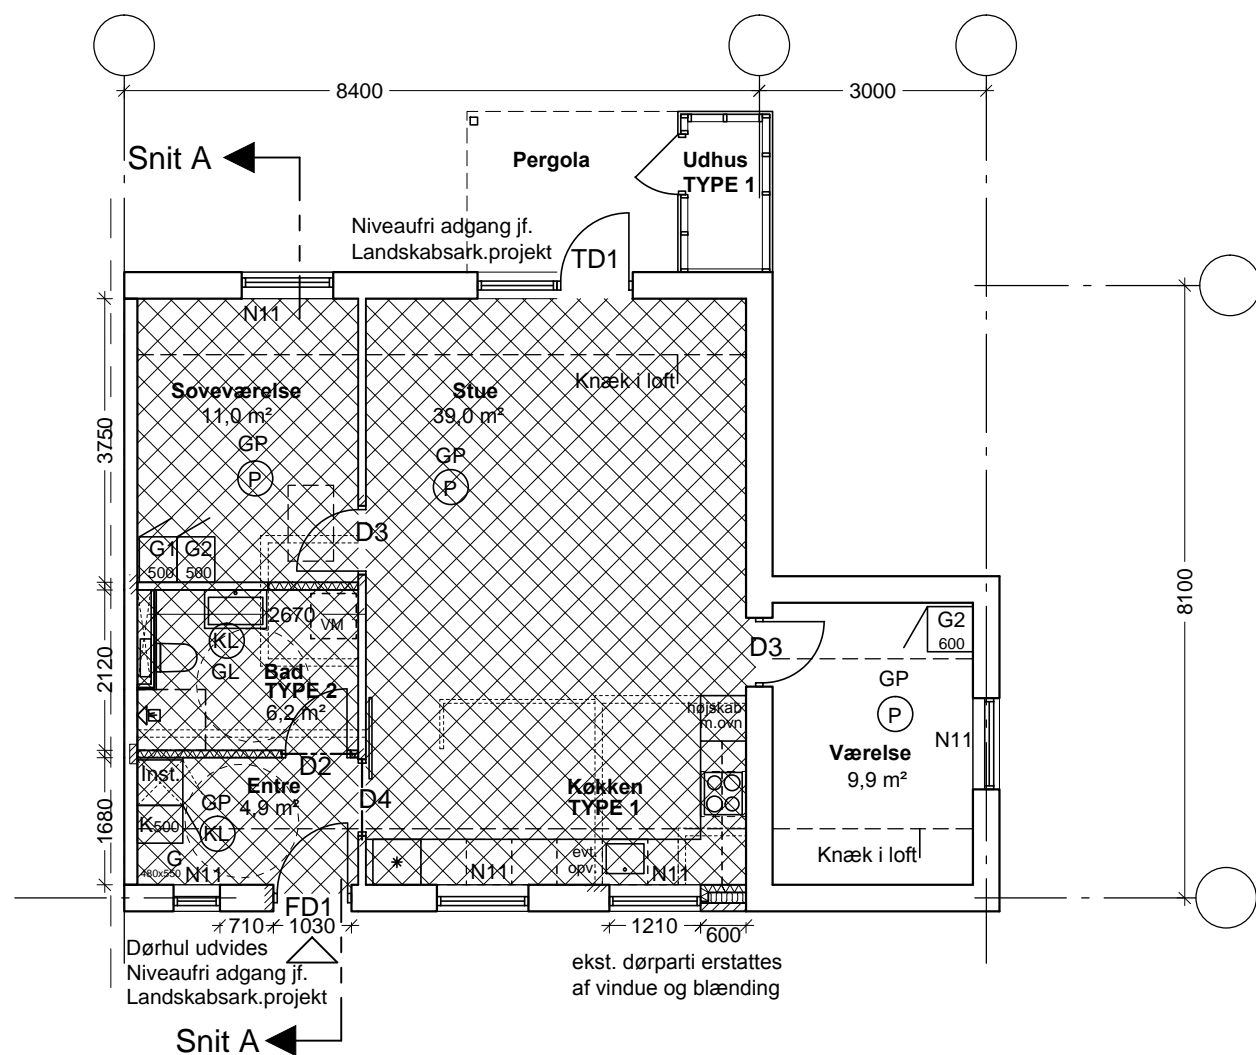 8400
3000
Snit A
Pergola
Udhus
TYPE 1
Niveaufri adgang jf.
Landskabsark.projekt
TD1
N11
Knæk i loft
Soveværelse
11,0 m²
GP
P
Stue
39,0 m²
GP
P
3750
D3
G1
500
G2
500
8100
2670
VM
KL
GL
Bad
TYPE 2
6,2 m²
2120
D3
G2
600
GP
P
Værelse
9,9 m²
N11
højskab
m.ovn
D2
Inst.
Entre
4,9 m²
GP
KL
K500
D4
Køkken
TYPE 1
1680
G
480x550
N11
evt.
opv.
N11
N11
Knæk i loft
FD1
710
1030
1210
600
Dørhul udvides
Niveaufri adgang jf.
Landskabsark.projekt
ekst. dørparti erstattes
af vindue og blænding
Snit A